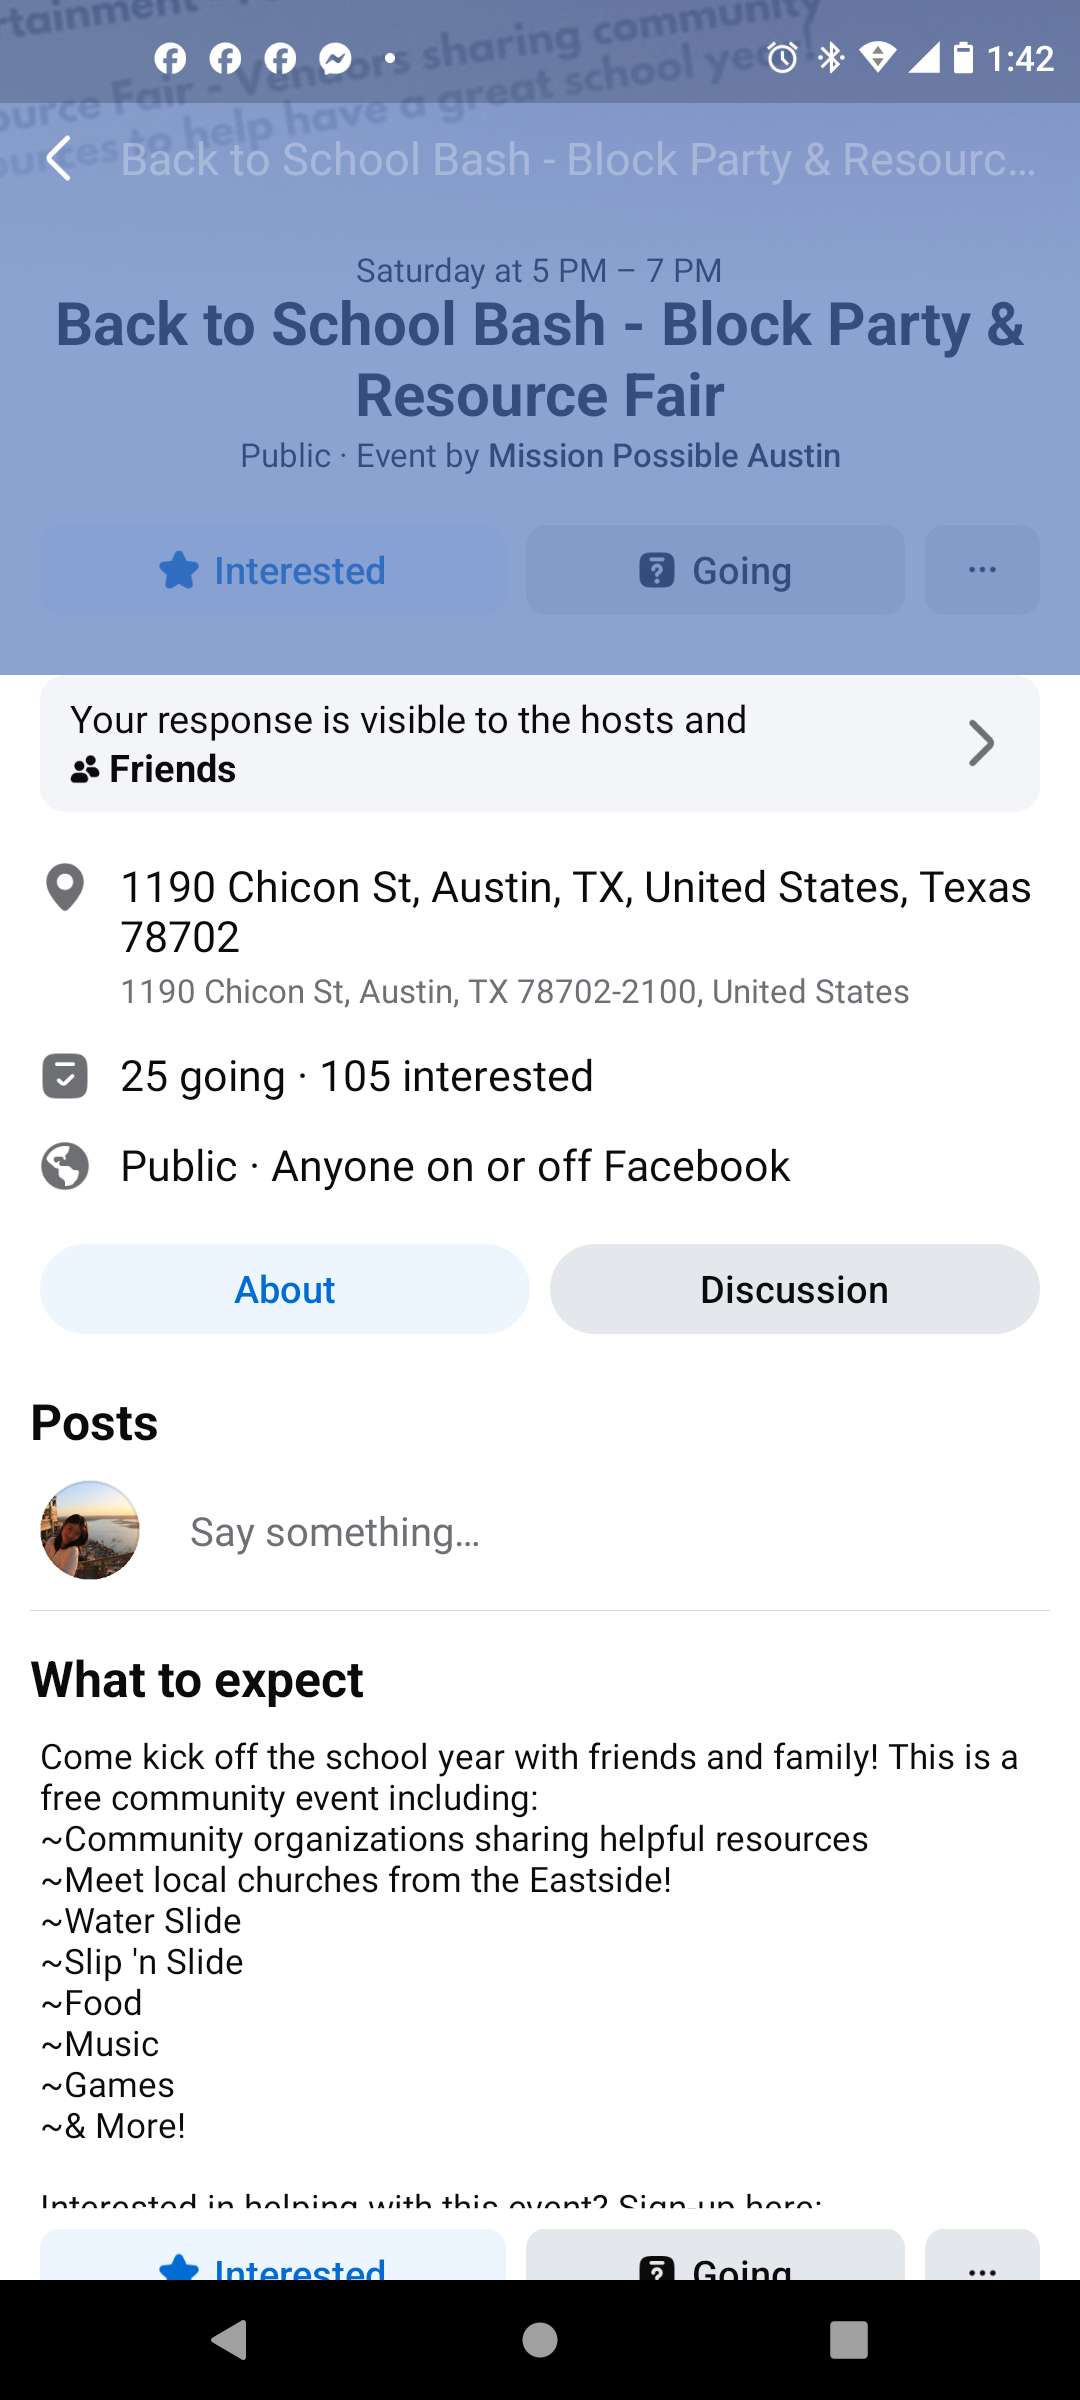 rtainment
ource Fair - Vendors sharing community
ources to help have a great school year!
1:42
Back to School Bash - Block Party & Resourc...
Saturday at 5 PM – 7 PM
Back to School Bash - Block Party &
Resource Fair
Public · Event by Mission Possible Austin
Interested
Going
Your response is visible to the hosts and
Friends
1190 Chicon St, Austin, TX, United States, Texas
78702
1190 Chicon St, Austin, TX 78702-2100, United States
25 going · 105 interested
Public · Anyone on or off Facebook
About
Discussion
Posts
Say something...
What to expect
Come kick off the school year with friends and family! This is a
free community event including:
~Community organizations sharing helpful resources
~Meet local churches from the Eastside!
~Water Slide
~Slip 'n Slide
~Food
~Music
~Games
~& More!
Interested in helping with this event? Sign-up here:
Interested
Going